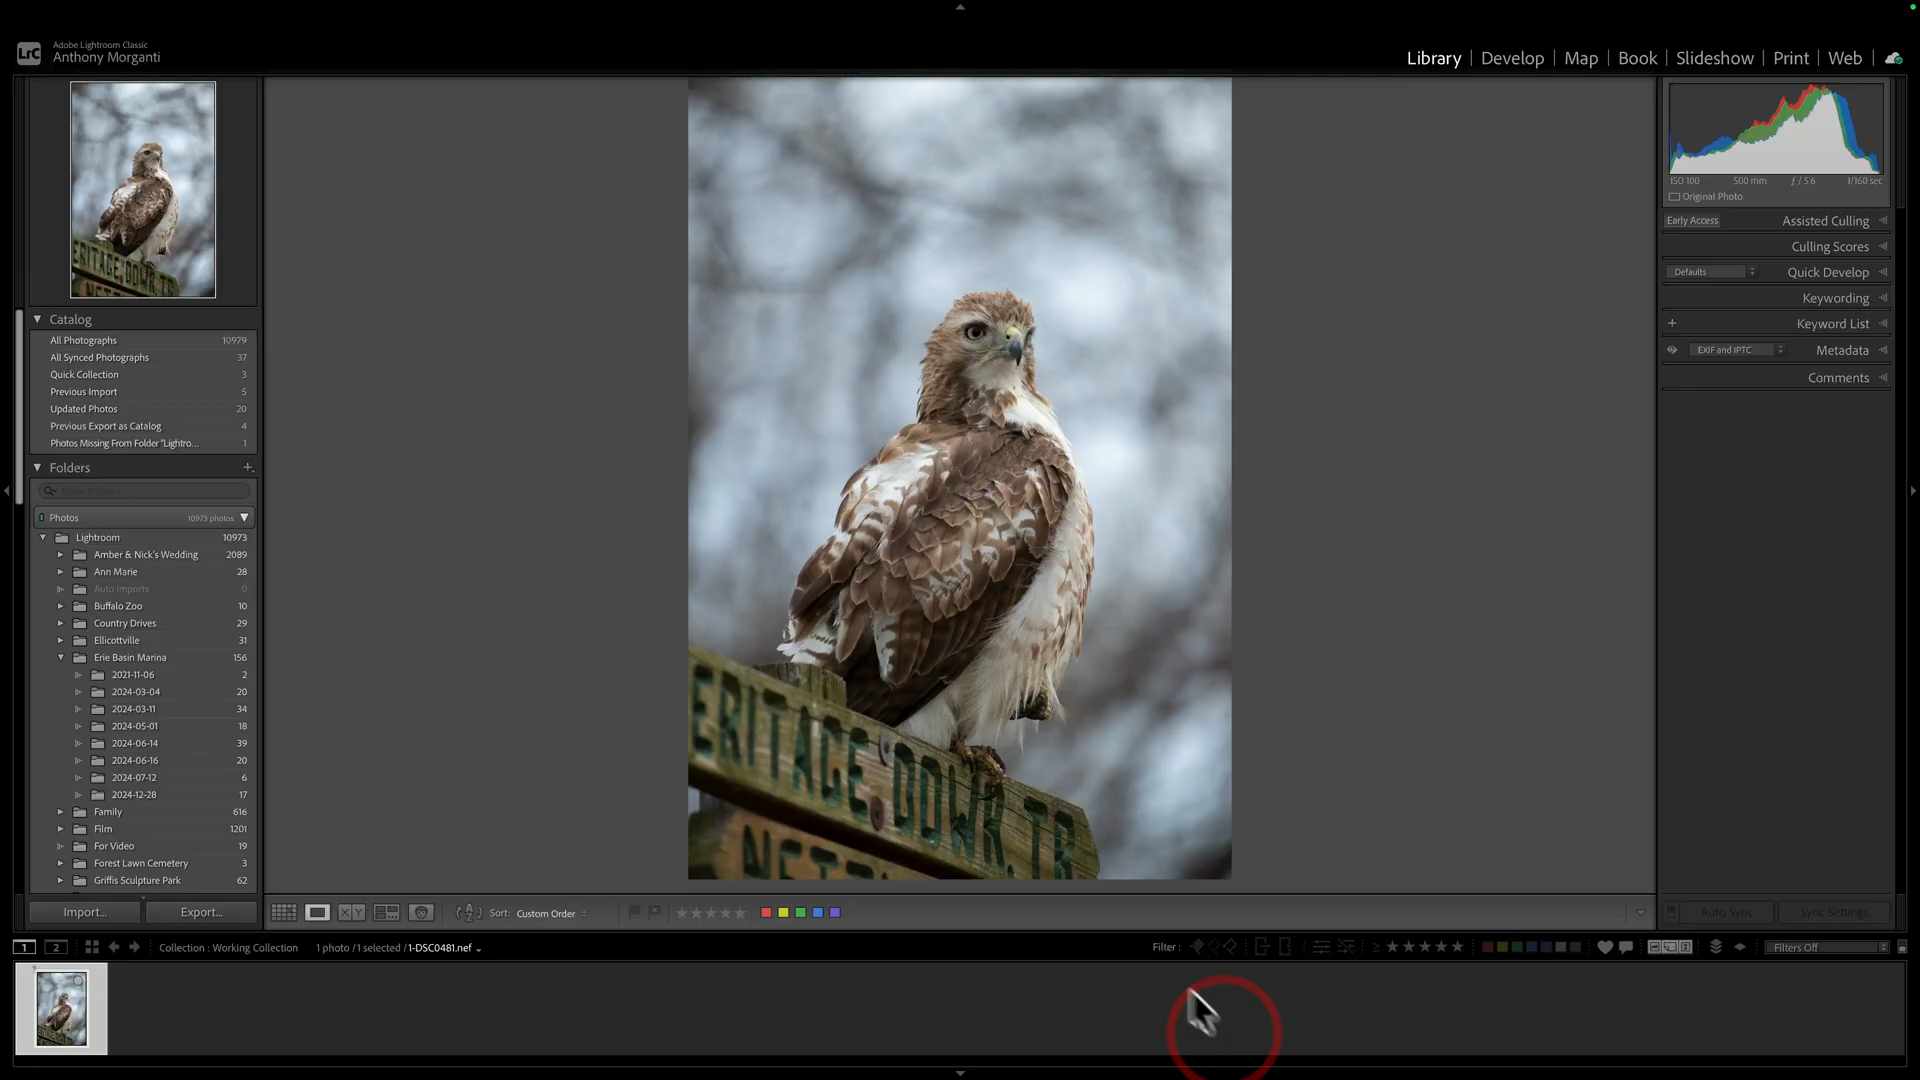 Adobe Lightroom Classic
Anthony Morganti
LrC
Library | Develop | Map | Book | Slideshow | Print | Web
ISO 100 500 mm ƒ / 5.6 1/160 sec
Original Photo
Early Access Assisted Culling
Culling Scores
Defaults Quick Develop
Keywording
+ Keyword List
EXIF and IPTC Metadata
Comments
Catalog
All Photographs 10979
All Synced Photographs 37
Quick Collection 3
Previous Import 5
Updated Photos 20
Previous Export as Catalog 4
Photos Missing From Folder "Lightro... 1
Folders +
Photos 10973 photos
Lightroom 10973
Amber & Nick's Wedding 2089
Ann Marie 28
Auto Imports 0
Buffalo Zoo 10
Country Drives 29
Ellicottville 31
Erie Basin Marina 156
2021-11-06 2
2024-03-04 20
2024-03-11 34
2024-05-01 18
2024-06-14 39
2024-06-16 20
2024-07-12 6
2024-12-28 17
Family 616
Film 1201
For Video 19
Forest Lawn Cemetery 3
Griffis Sculpture Park 62
ERITAGE DOWR. TR
Import... Export...
X Y
Sort: Custom Order
Auto Sync Sync Settings
1 2 Collection : Working Collection 1 photo / 1 selected / 1-DSC0481.nef
Filter : Filters Off